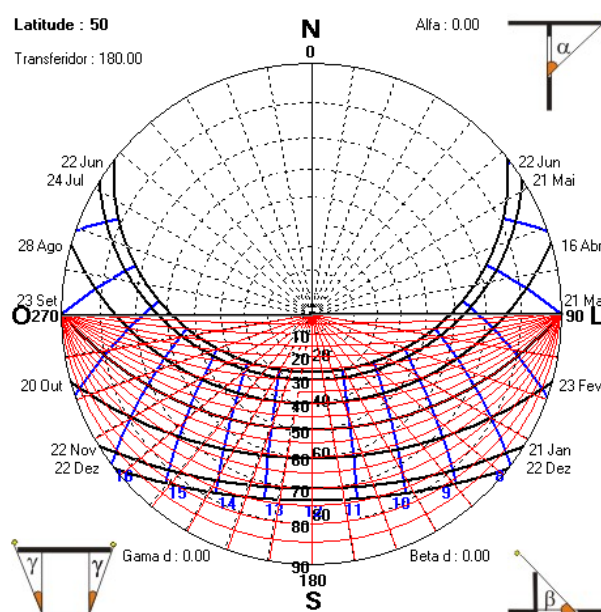 Latitude : 50
N
Alfa : 0.00
α
Transferidor : 180.00
0
22 Jun
22 Jun
24 Jul
21 Mai
28 Ago
16 Abr
23 Set
21 Ma
O 270
90 L
10
20
20
30
30
40
40
20 Out
50
50
23 Fev
60
60
22 Nov
21 Jan
22 Dez
70
22 Dez
16
15
14
13
12
11
10
9
8
80
80
Gama d : 0.00
Beta d : 0.00
γ
γ
90
180
S
β